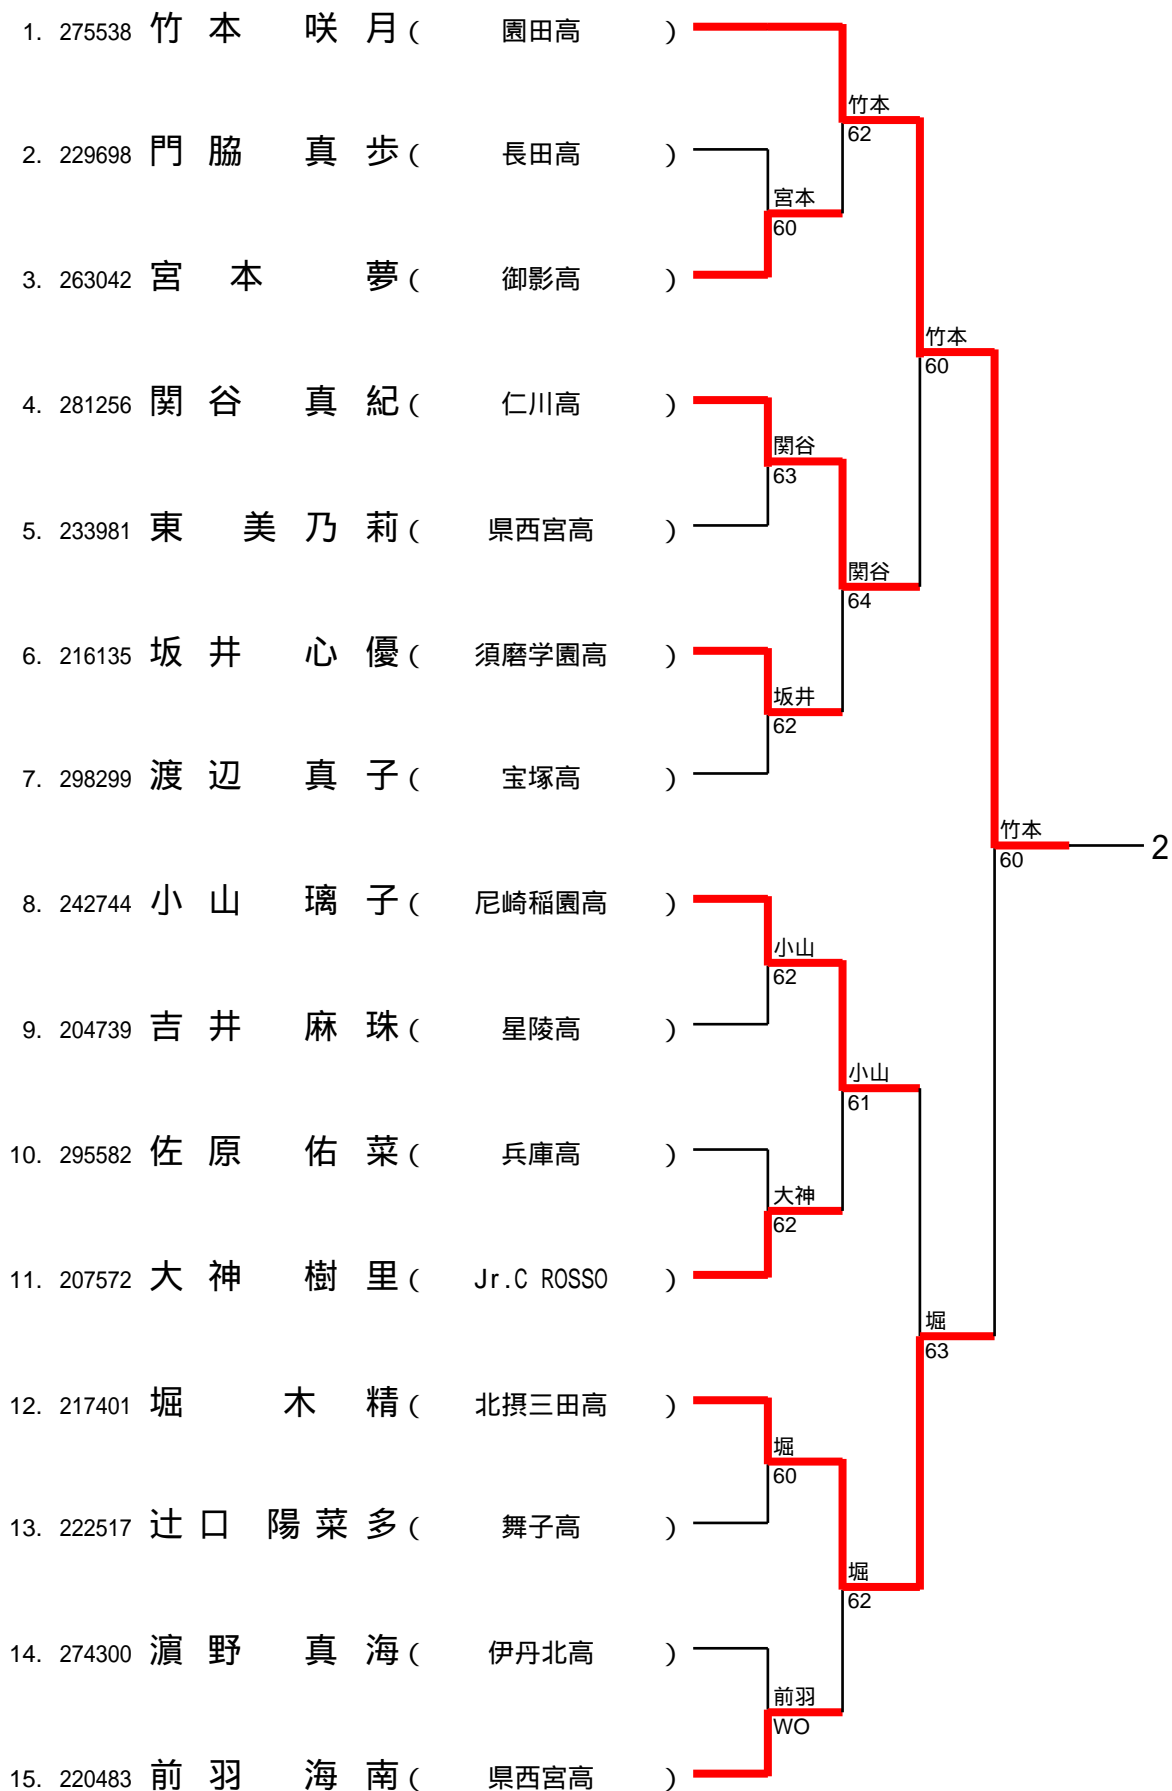 1. 275538 竹本 咲月 ( 園田高 )
竹本
62
2. 229698 門脇 真歩 ( 長田高 )
宮本
60
3. 263042 宮本 夢 ( 御影高 )
竹本
60
4. 281256 関谷 真紀 ( 仁川高 )
関谷
63
5. 233981 東 美乃莉 ( 県西宮高 )
関谷
64
6. 216135 坂井 心優 ( 須磨学園高 )
坂井
62
7. 298299 渡辺 真子 ( 宝塚高 )
竹本
60
2
8. 242744 小山 璃子 ( 尼崎稲園高 )
小山
62
9. 204739 吉井 麻珠 ( 星陵高 )
小山
61
10. 295582 佐原 佑菜 ( 兵庫高 )
大神
62
11. 207572 大神 樹里 ( Jr.C ROSSO )
堀
63
12. 217401 堀 木精 ( 北摂三田高 )
堀
60
13. 222517 辻口 陽菜多 ( 舞子高 )
堀
62
14. 274300 濵野 真海 ( 伊丹北高 )
前羽
WO
15. 220483 前羽 海南 ( 県西宮高 )